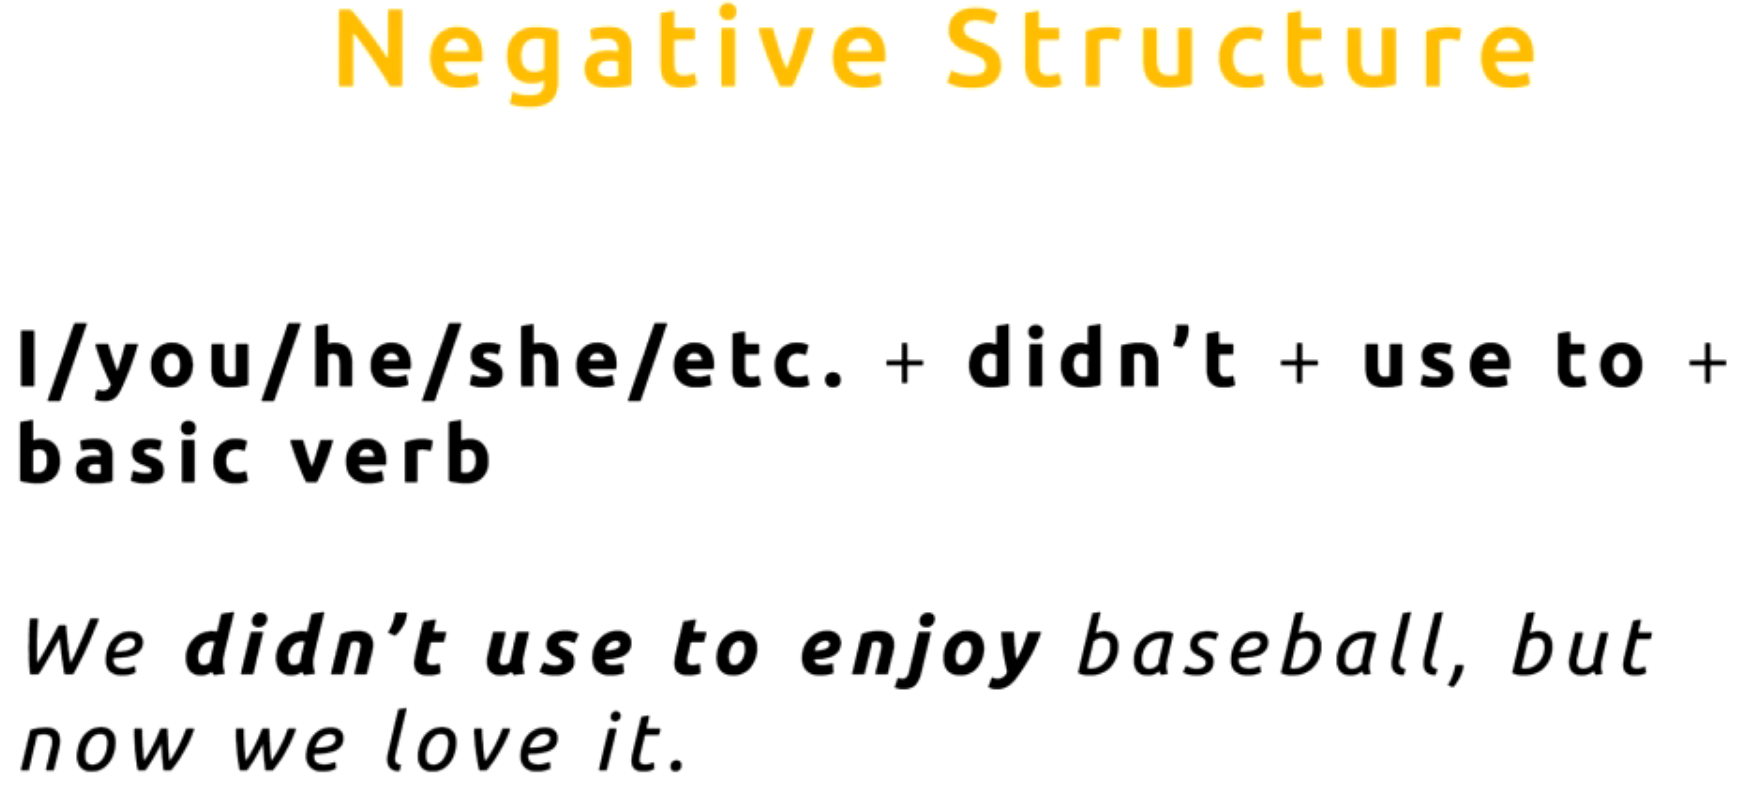 Negative Structure
I/you/he/she/etc. + didn’t + use to +
basic verb
We didn’t use to enjoy baseball, but
now we love it.